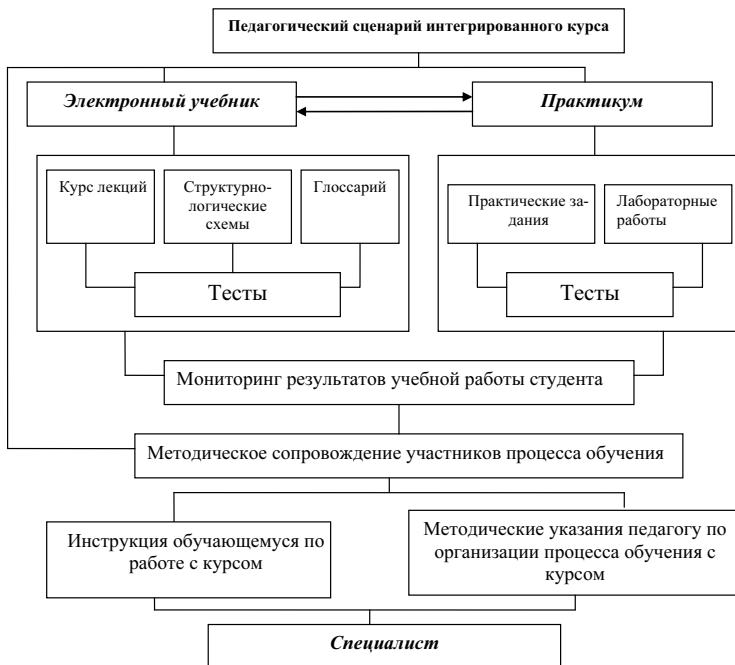 Педагогический сценарий интегрированного курса
Электронный учебник
Практикум
Курс лекций
Структурно-
логические
схемы
Глоссарий
Тесты
Практические за-
дания
Лабораторные
работы
Тесты
Мониторинг результатов учебной работы студента
Методическое сопровождение участников процесса обучения
Инструкция обучающемуся по
работе с курсом
Методические указания педагогу по
организации процесса обучения с
курсом
Специалист